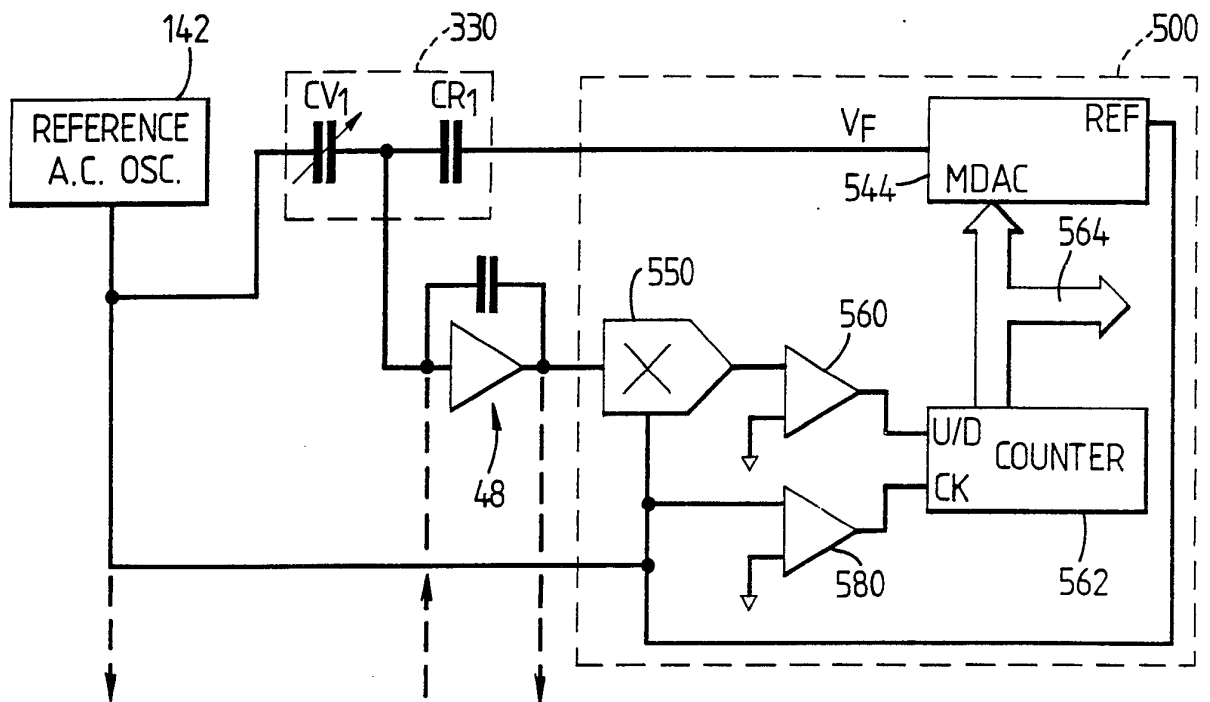 142
330
500
REFERENCE
A.C. OSC.
CV1
CR1
VF
REF
544
MDAC
564
550
560
U/D
COUNTER
CK
48
580
562